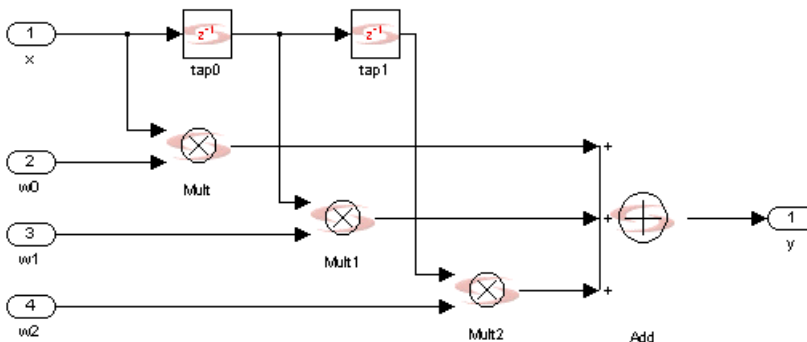 1
x
z⁻¹
tap0
z⁻¹
tap1
2
w0
Mult
+
3
w1
Mult1
+
1
y
4
w2
Mult2
+
Add